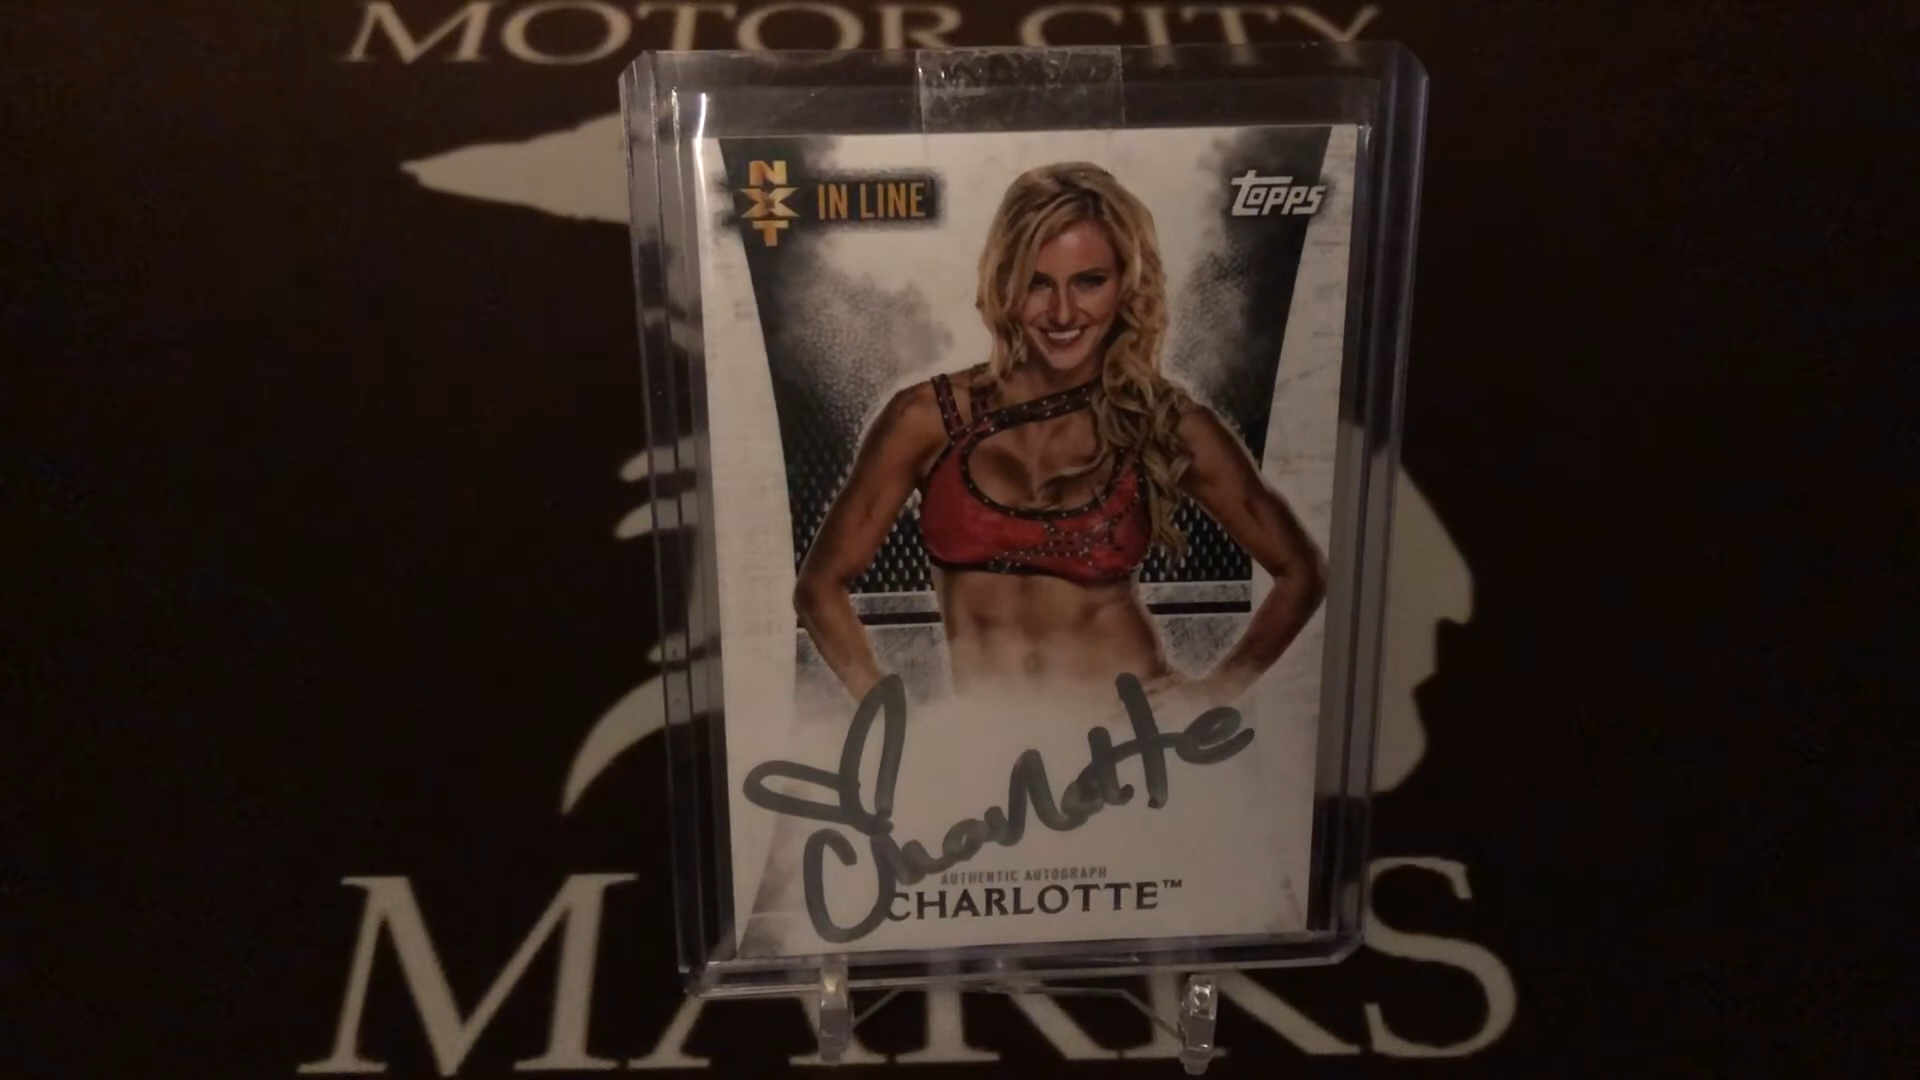 MOTOR CITY
NXT IN LINE
Topps
Charlotte
AUTHENTIC AUTOGRAPH
CHARLOTTE™
MARKS